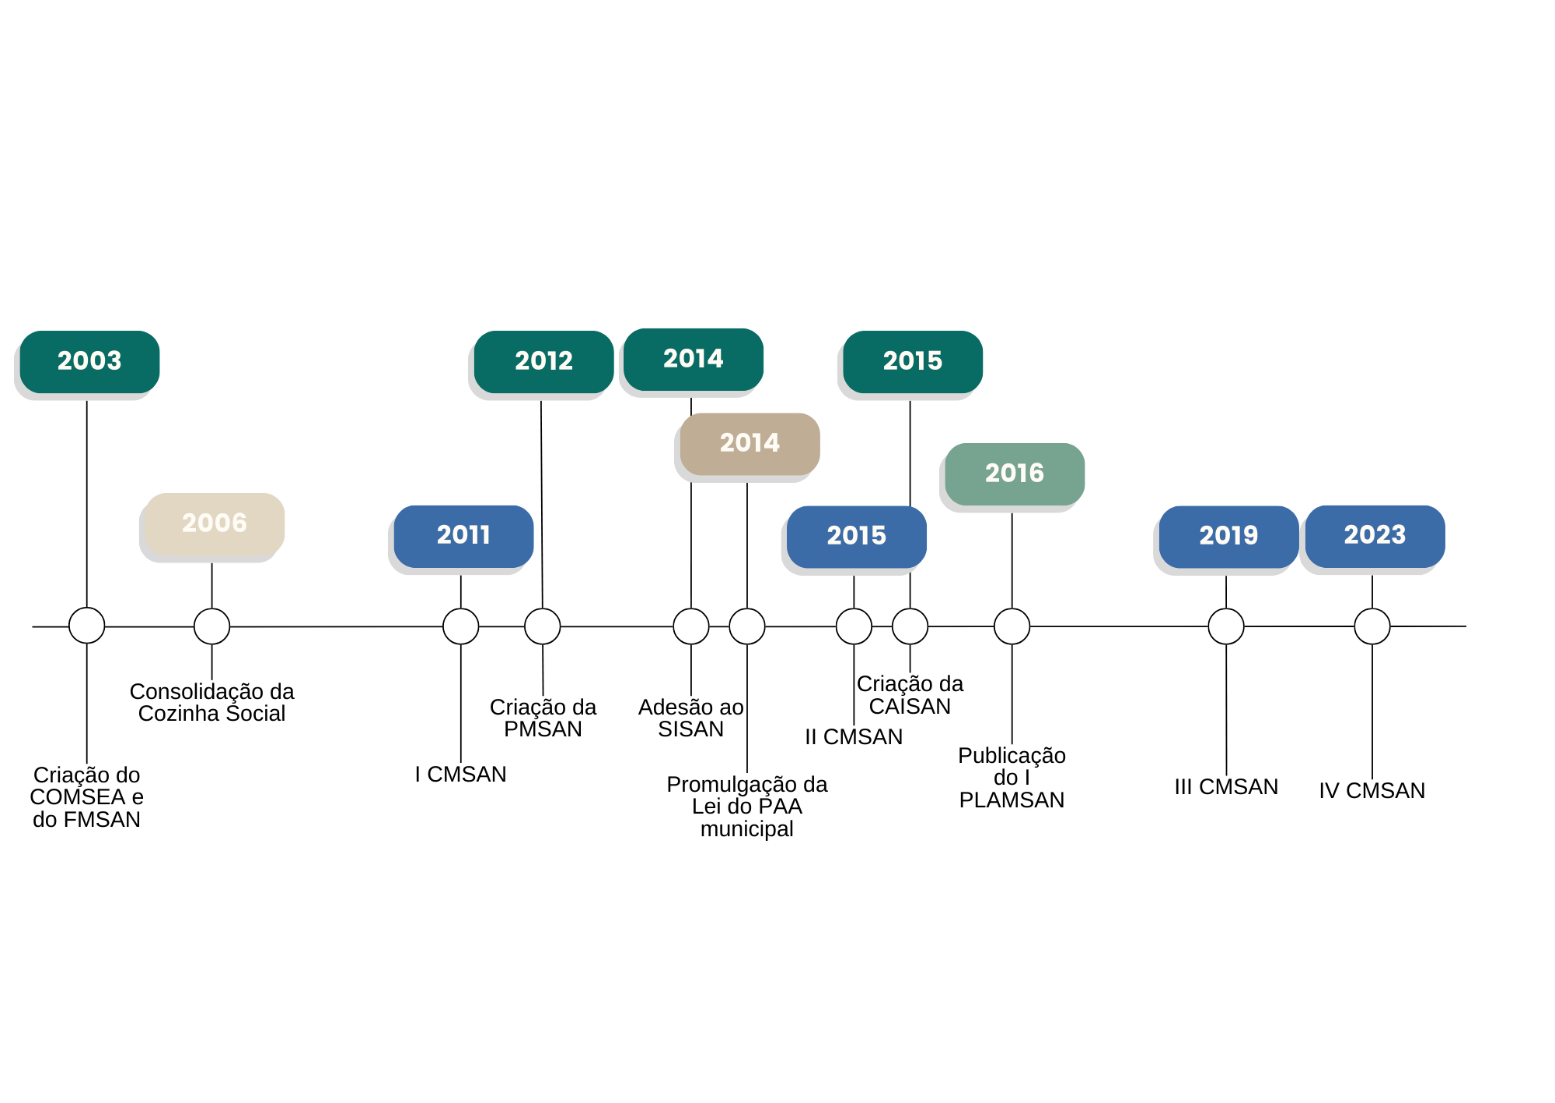 2003
2012
2014
2015
2014
2016
2006
2011
2015
2019
2023
Consolidação da
Cozinha Social
Criação do
COMSEA e
do FMSAN
I CMSAN
Criação da
PMSAN
Adesão ao
SISAN
Promulgação da
Lei do PAA
municipal
II CMSAN
Criação da
CAISAN
Publicação
do I
PLAMSAN
III CMSAN
IV CMSAN